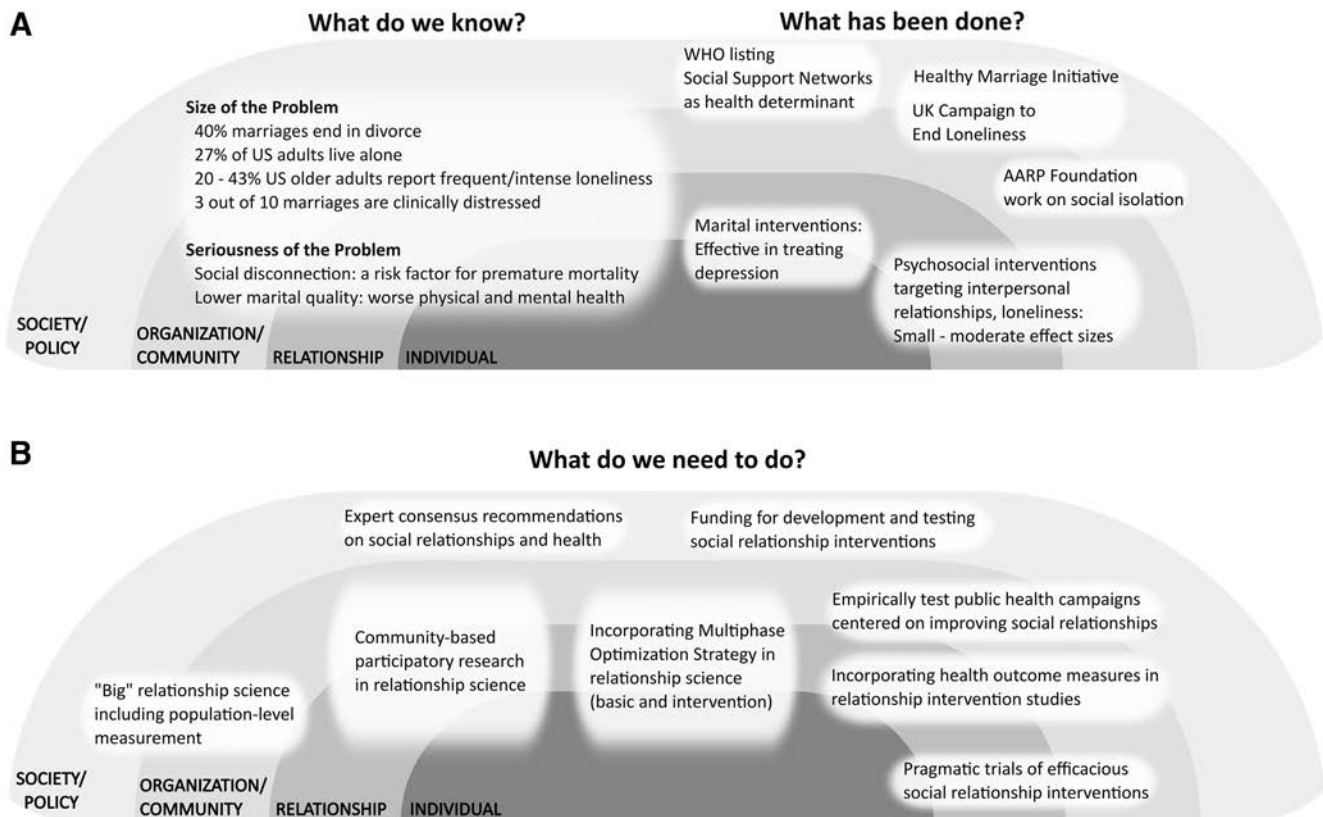 A
What do we know?
What has been done?
Size of the Problem
40% marriages end in divorce
27% of US adults live alone
20 - 43% US older adults report frequent/intense loneliness
3 out of 10 marriages are clinically distressed
Seriousness of the Problem
Social disconnection: a risk factor for premature mortality
Lower marital quality: worse physical and mental health
WHO listing
Social Support Networks
as health determinant
Healthy Marriage Initiative
UK Campaign to
End Loneliness
AARP Foundation
work on social isolation
Marital interventions:
Effective in treating
depression
Psychosocial interventions
targeting interpersonal
relationships, loneliness:
Small - moderate effect sizes
SOCIETY/
POLICY
ORGANIZATION/
COMMUNITY
RELATIONSHIP
INDIVIDUAL
B
What do we need to do?
Expert consensus recommendations
on social relationships and health
Funding for development and testing
social relationship interventions
Community-based
participatory research
in relationship science
Incorporating Multiphase
Optimization Strategy in
relationship science
(basic and intervention)
Empirically test public health campaigns
centered on improving social relationships
"Big" relationship science
including population-level
measurement
Incorporating health outcome measures in
relationship intervention studies
Pragmatic trials of efficacious
social relationship interventions
SOCIETY/
POLICY
ORGANIZATION/
COMMUNITY
RELATIONSHIP
INDIVIDUAL